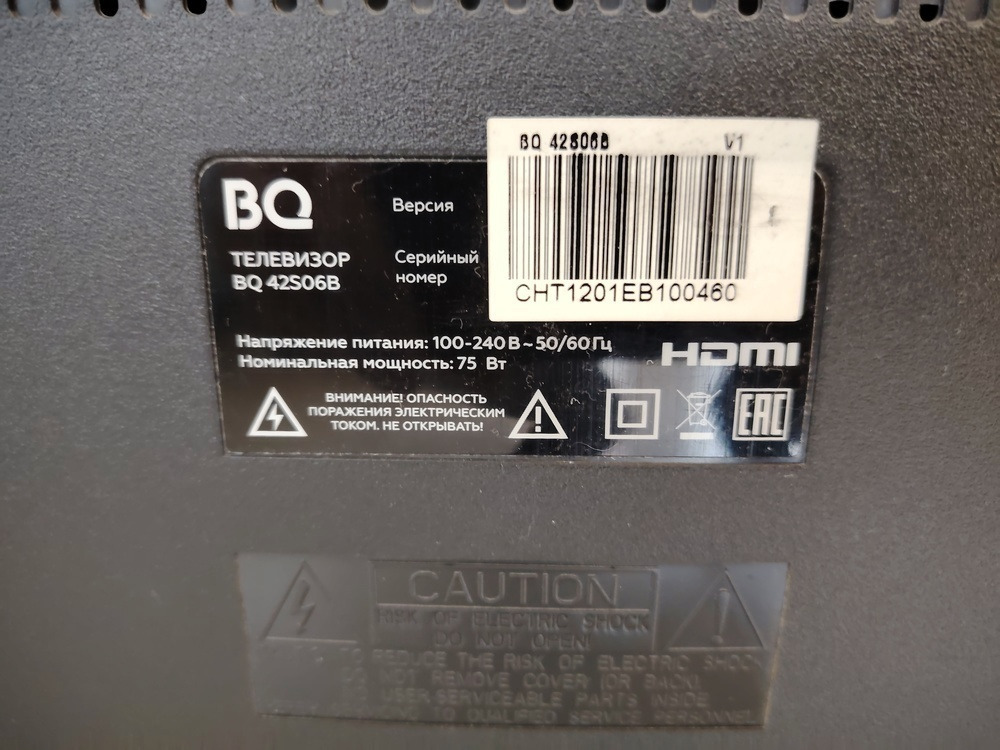 BQ 42S06B V1
CHT1201EB100460
BQ
ТЕЛЕВИЗОР
BQ 42S06B
Версия
Серийный
номер
Напряжение питания: 100-240 В ~ 50/60 Гц
Номинальная мощность: 75 Вт
HDMI
ВНИМАНИЕ! ОПАСНОСТЬ
ПОРАЖЕНИЯ ЭЛЕКТРИЧЕСКИМ
ТОКОМ. НЕ ОТКРЫВАТЬ!
EAC
CAUTION
RISK OF ELECTRIC SHOCK
DO NOT OPEN
REDUCE THE RISK OF ELECTRIC SHOCK
DO NOT REMOVE COVER (OR BACK)
USER-SERVICEABLE PARTS INSIDE
TO QUALIFIED SERVICE PERSONNEL